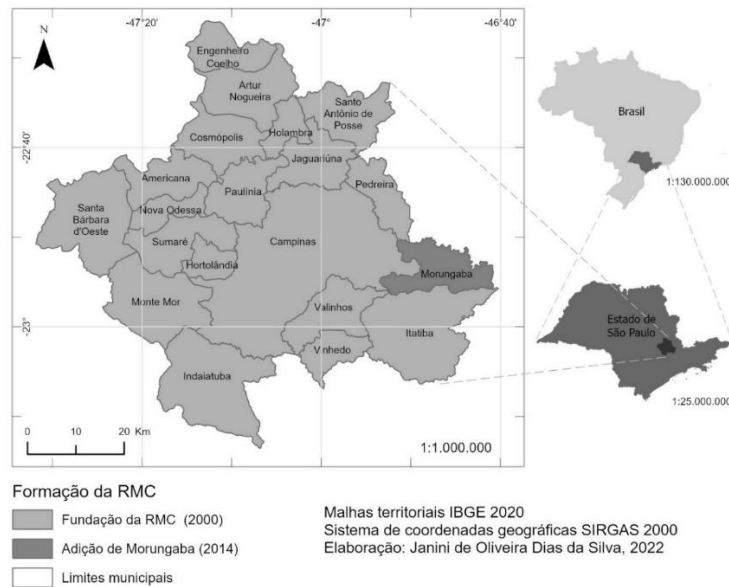 -47°20
-47°
-46°40
N
Engenheiro
Coelho
Artur
Nogueira
Santo
Antônio de
Posse
Holambra
Cosmópolis
-22°40
Jaguariúna
Americana
Paulínia
Pedreira
Santa
Bárbara
d'Oeste
Nova Odessa
Sumaré
Campinas
Hortolândia
Morungaba
Monte Mor
Valinhos
-23°
Itatiba
Vinhedo
Indaiatuba
0 10 20 Km
1:1.000.000
Brasil
1:130.000.000
Estado de
São Paulo
1:25.000.000
Formação da RMC
Fundação da RMC (2000)
Adição de Morungaba (2014)
Limites municipais
Malhas territoriais IBGE 2020
Sistema de coordenadas geográficas SIRGAS 2000
Elaboração: Janini de Oliveira Dias da Silva, 2022